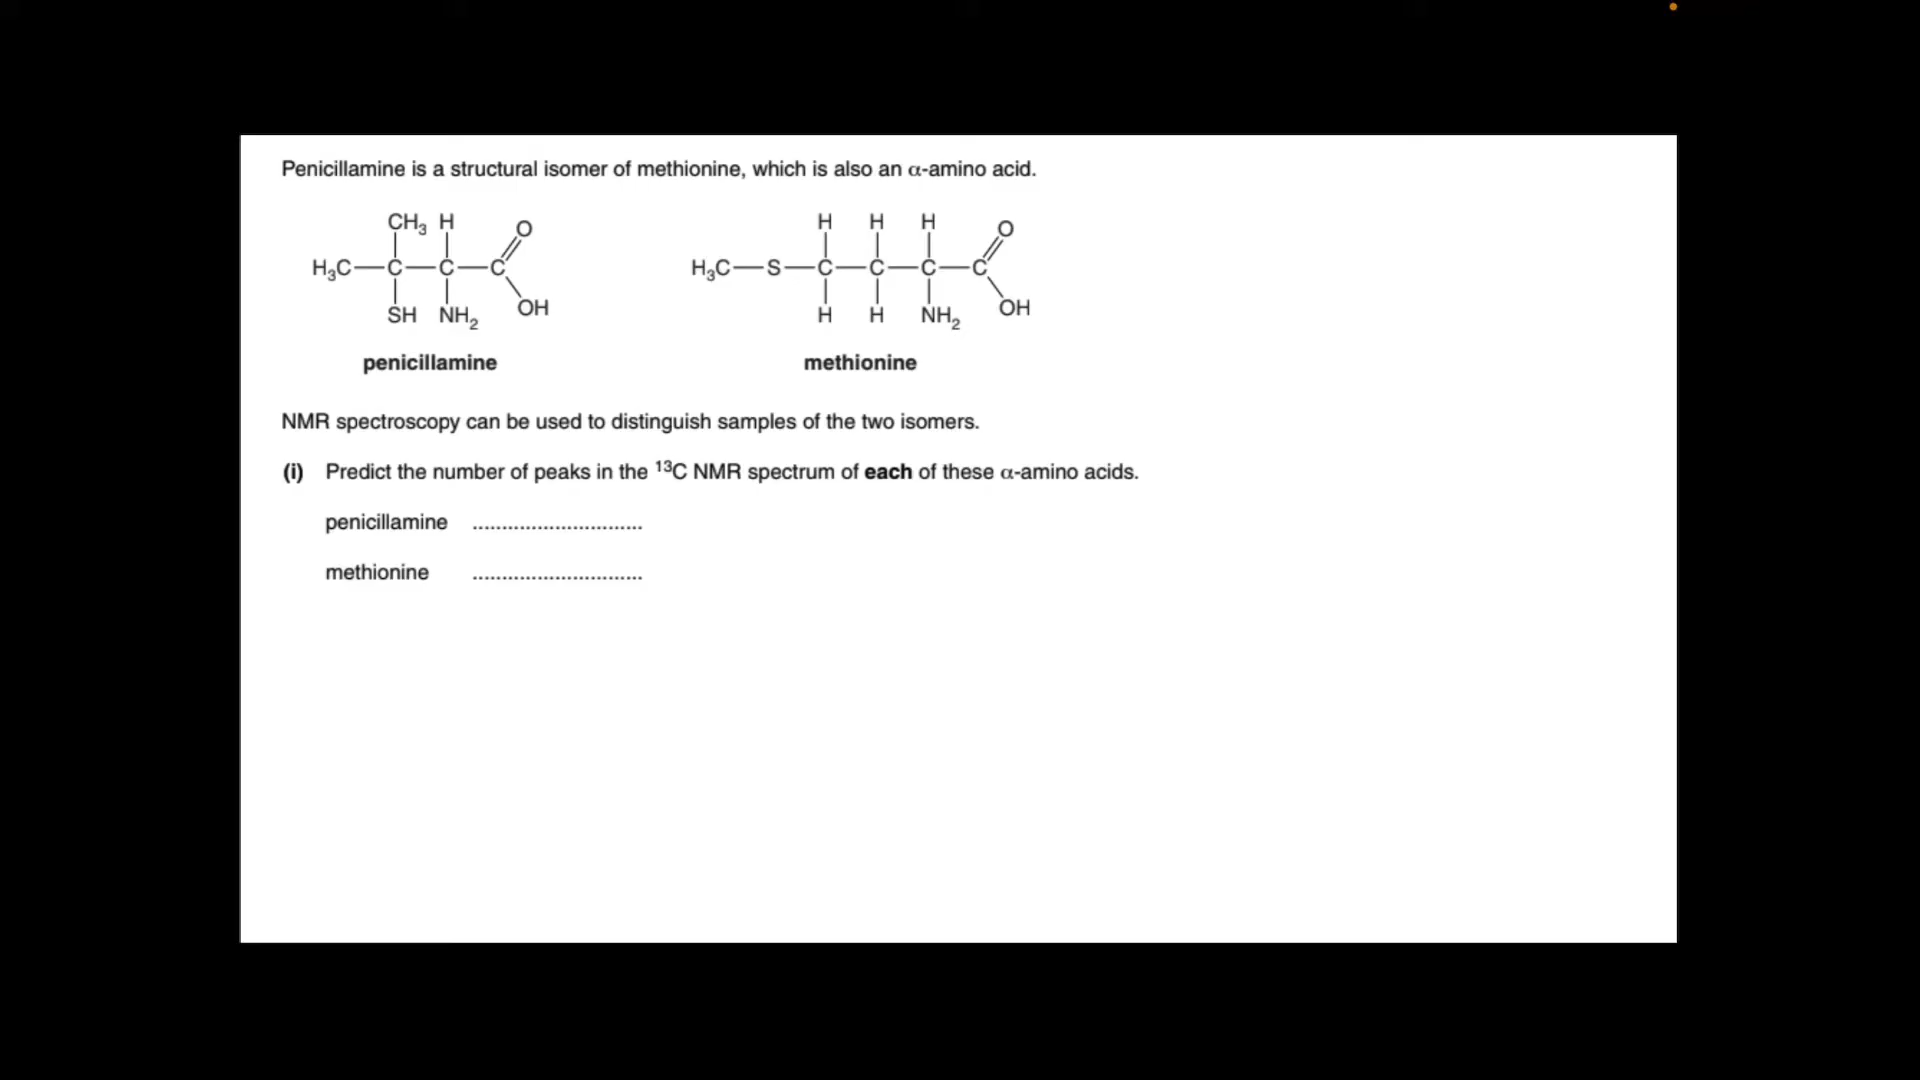 Penicillamine is a structural isomer of methionine, which is also an α-amino acid.
CH₃ H O
H₃C—C—C—C
SH NH₂ OH
penicillamine
H H H O
H₃C—S—C—C—C—C
H H NH₂ OH
methionine
NMR spectroscopy can be used to distinguish samples of the two isomers.
(i) Predict the number of peaks in the ¹³C NMR spectrum of each of these α-amino acids.
penicillamine .............................
methionine .............................